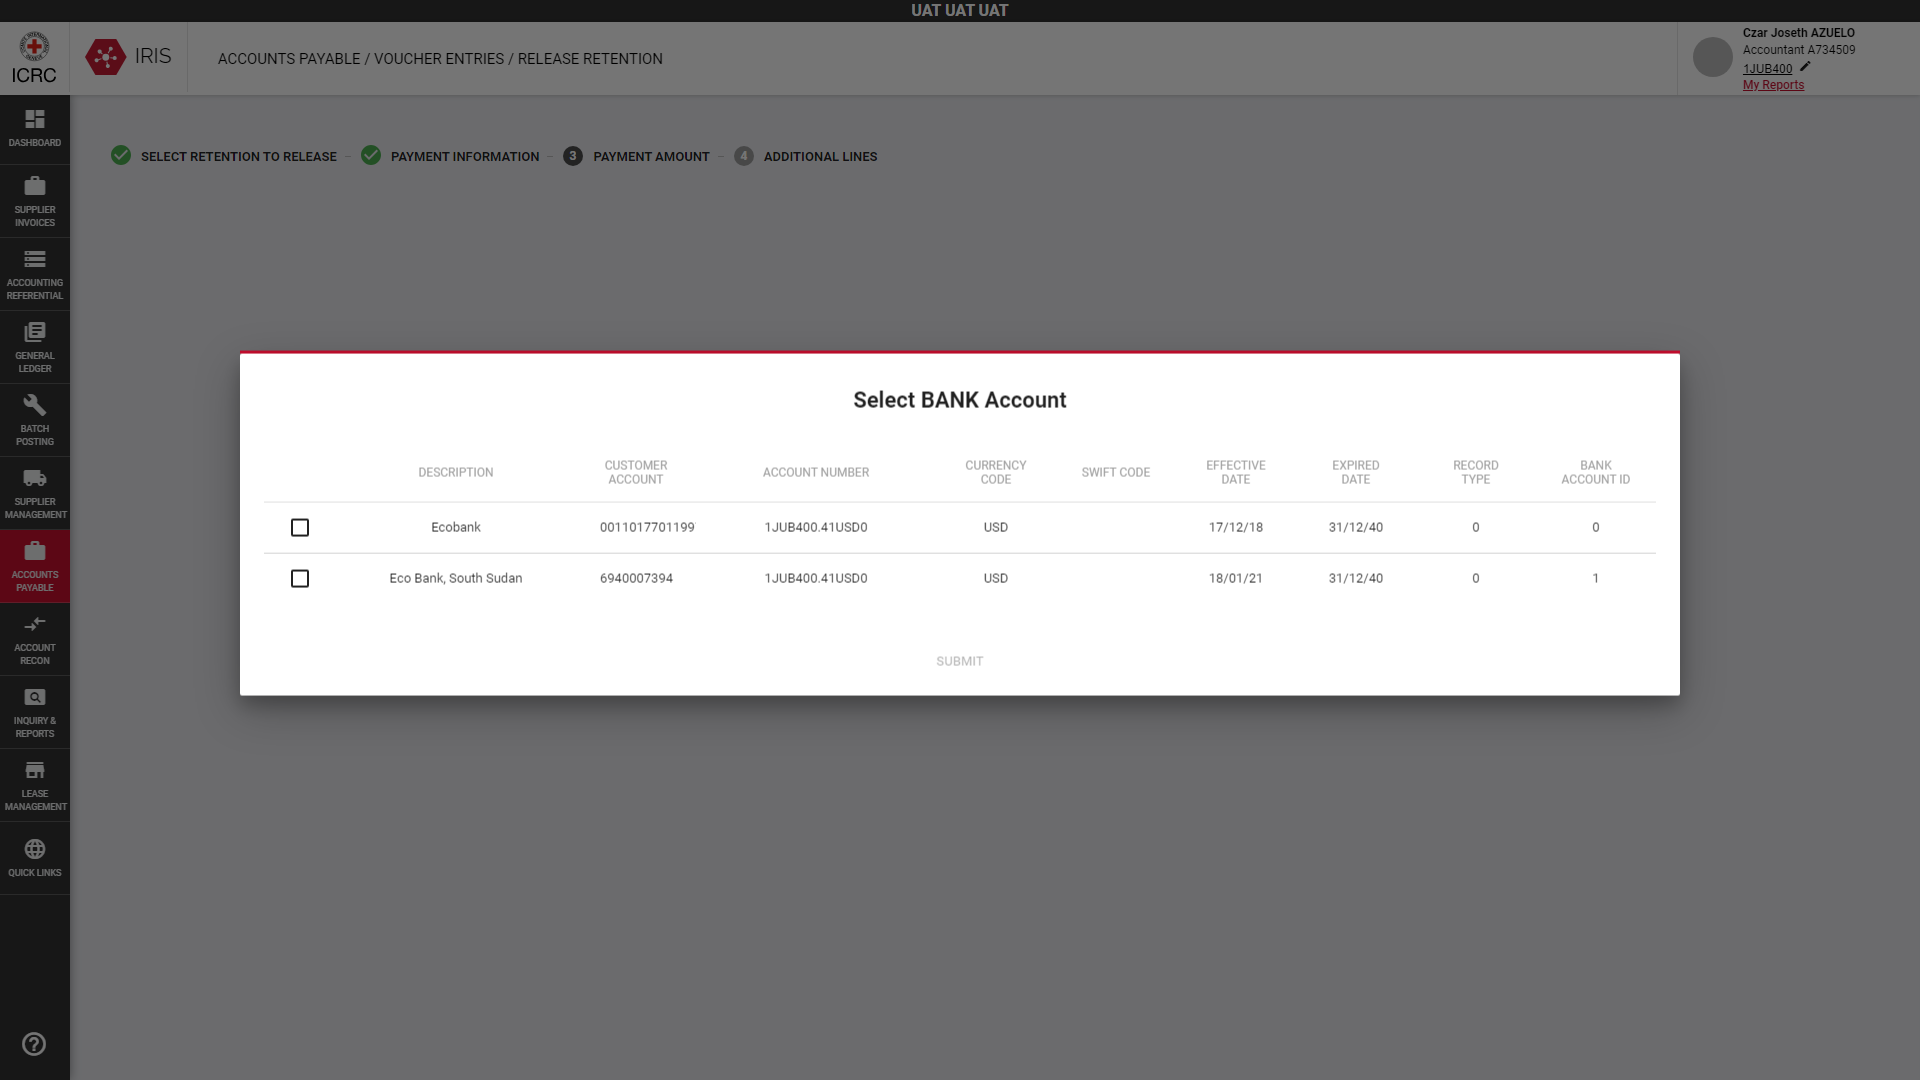 UAT UAT UAT
ICRC
IRIS
ACCOUNTS PAYABLE / VOUCHER ENTRIES / RELEASE RETENTION
Czar Joseth AZUELO
Accountant A734509
1JUB400
My Reports
DASHBOARD
SUPPLIER
INVOICES
ACCOUNTING
REFERENTIAL
GENERAL
LEDGER
BATCH
POSTING
SUPPLIER
MANAGEMENT
ACCOUNTS
PAYABLE
ACCOUNT
RECON
INQUIRY &
REPORTS
LEASE
MANAGEMENT
QUICK LINKS
SELECT RETENTION TO RELEASE
PAYMENT INFORMATION
3 PAYMENT AMOUNT
4 ADDITIONAL LINES
Select BANK Account
DESCRIPTION CUSTOMER ACCOUNT ACCOUNT NUMBER CURRENCY CODE SWIFT CODE EFFECTIVE DATE EXPIRED DATE RECORD TYPE BANK ACCOUNT ID
Ecobank 0011017701199 1JUB400.41USD0 USD 17/12/18 31/12/40 0 0
Eco Bank, South Sudan 6940007394 1JUB400.41USD0 USD 18/01/21 31/12/40 0 1
SUBMIT